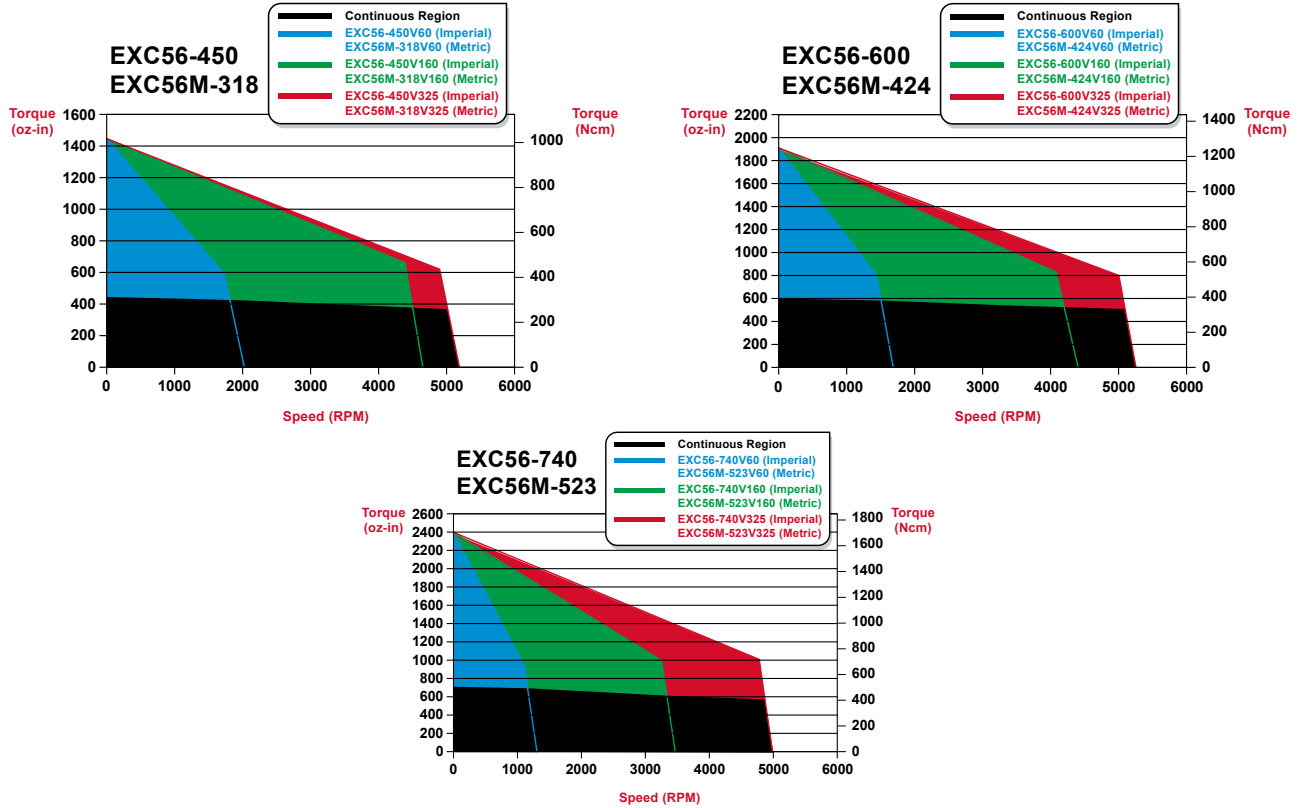 EXC56-450
EXC56M-318
Continuous Region
EXC56-450V60 (Imperial)
EXC56M-318V60 (Metric)
EXC56-450V160 (Imperial)
EXC56M-318V160 (Metric)
EXC56-450V325 (Imperial)
EXC56M-318V325 (Metric)
Torque
(oz-in)
1600
1400
1200
1000
800
600
400
200
0
Torque
(Ncm)
1000
800
600
400
200
0
0 1000 2000 3000 4000 5000 6000
Speed (RPM)
EXC56-600
EXC56M-424
Continuous Region
EXC56-600V60 (Imperial)
EXC56M-424V60 (Metric)
EXC56-600V160 (Imperial)
EXC56M-424V160 (Metric)
EXC56-600V325 (Imperial)
EXC56M-424V325 (Metric)
Torque
(oz-in)
2200
2000
1800
1600
1400
1200
1000
800
600
400
200
0
Torque
(Ncm)
1400
1200
1000
800
600
400
200
0
0 1000 2000 3000 4000 5000 6000
Speed (RPM)
EXC56-740
EXC56M-523
Continuous Region
EXC56-740V60 (Imperial)
EXC56M-523V60 (Metric)
EXC56-740V160 (Imperial)
EXC56M-523V160 (Metric)
EXC56-740V325 (Imperial)
EXC56M-523V325 (Metric)
Torque
(oz-in)
2600
2400
2200
2000
1800
1600
1400
1200
1000
800
600
400
200
0
Torque
(Ncm)
1800
1600
1400
1200
1000
800
600
400
200
0
0 1000 2000 3000 4000 5000 6000
Speed (RPM)